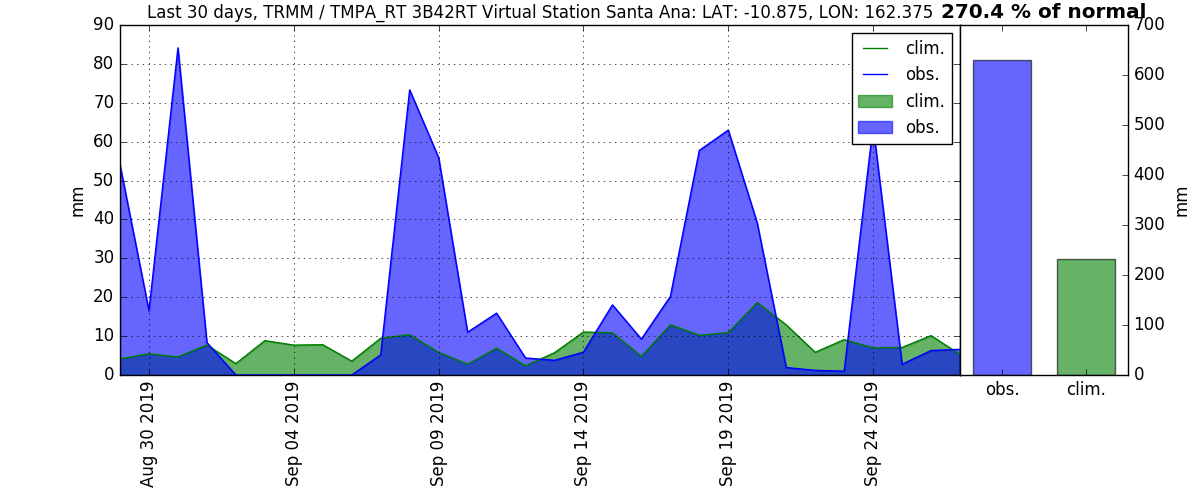 Last 30 days, TRMM / TMPA_RT 3B42RT Virtual Station Santa Ana: LAT: -10.875, LON: 162.375 270.4 % of normal
90
80
70
60
50
40
30
20
10
0
mm
Aug 30 2019
Sep 04 2019
Sep 09 2019
Sep 14 2019
Sep 19 2019
Sep 24 2019
clim.
obs.
clim.
obs.
700
600
500
400
300
200
100
0
mm
obs.
clim.